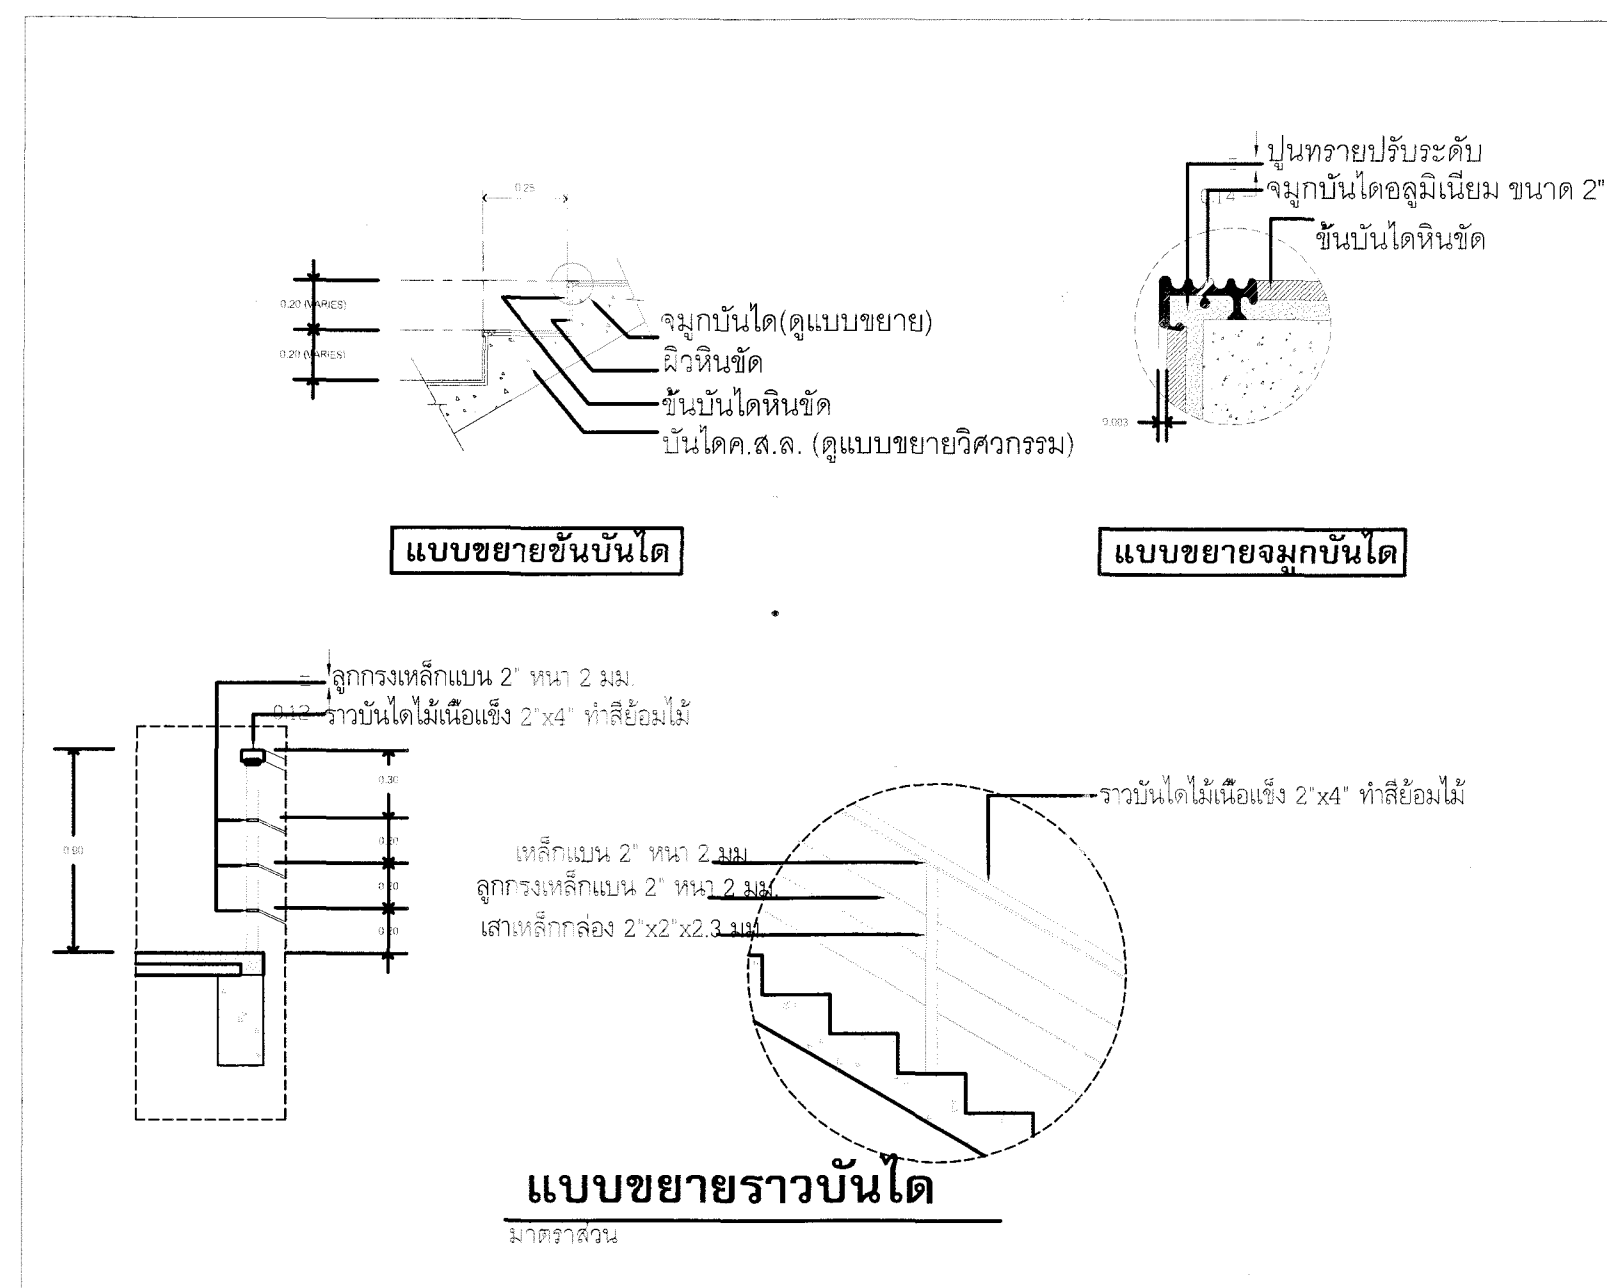 0.25
0.20 (VARIES)
0.20 (VARIES)
จมูกบันได(ดูแบบขยาย)
ผิวหินขัด
ขั้นบันไดหินขัด
บันไดค.ส.ล. (ดูแบบขยายวิศวกรรม)
แบบขยายขั้นบันได
ปูนทรายปรับระดับ
0.14
จมูกบันไดอลูมิเนียม ขนาด 2"
ขั้นบันไดหินขัด
0.003
แบบขยายจมูกบันได
ลูกกรงเหล็กแบน 2" หนา 2 มม.
0.12
ราวบันไดไม้เนื้อแข็ง 2"x4" ทำสีย้อมไม้
0.90
0.30
0.20
0.20
0.20
ราวบันไดไม้เนื้อแข็ง 2"x4" ทำสีย้อมไม้
เหล็กแบน 2" หนา 2 มม
ลูกกรงเหล็กแบน 2" หนา 2 มม.
เสาเหล็กกล่อง 2"x2"x2.3 มม.
แบบขยายราวบันได
มาตราส่วน